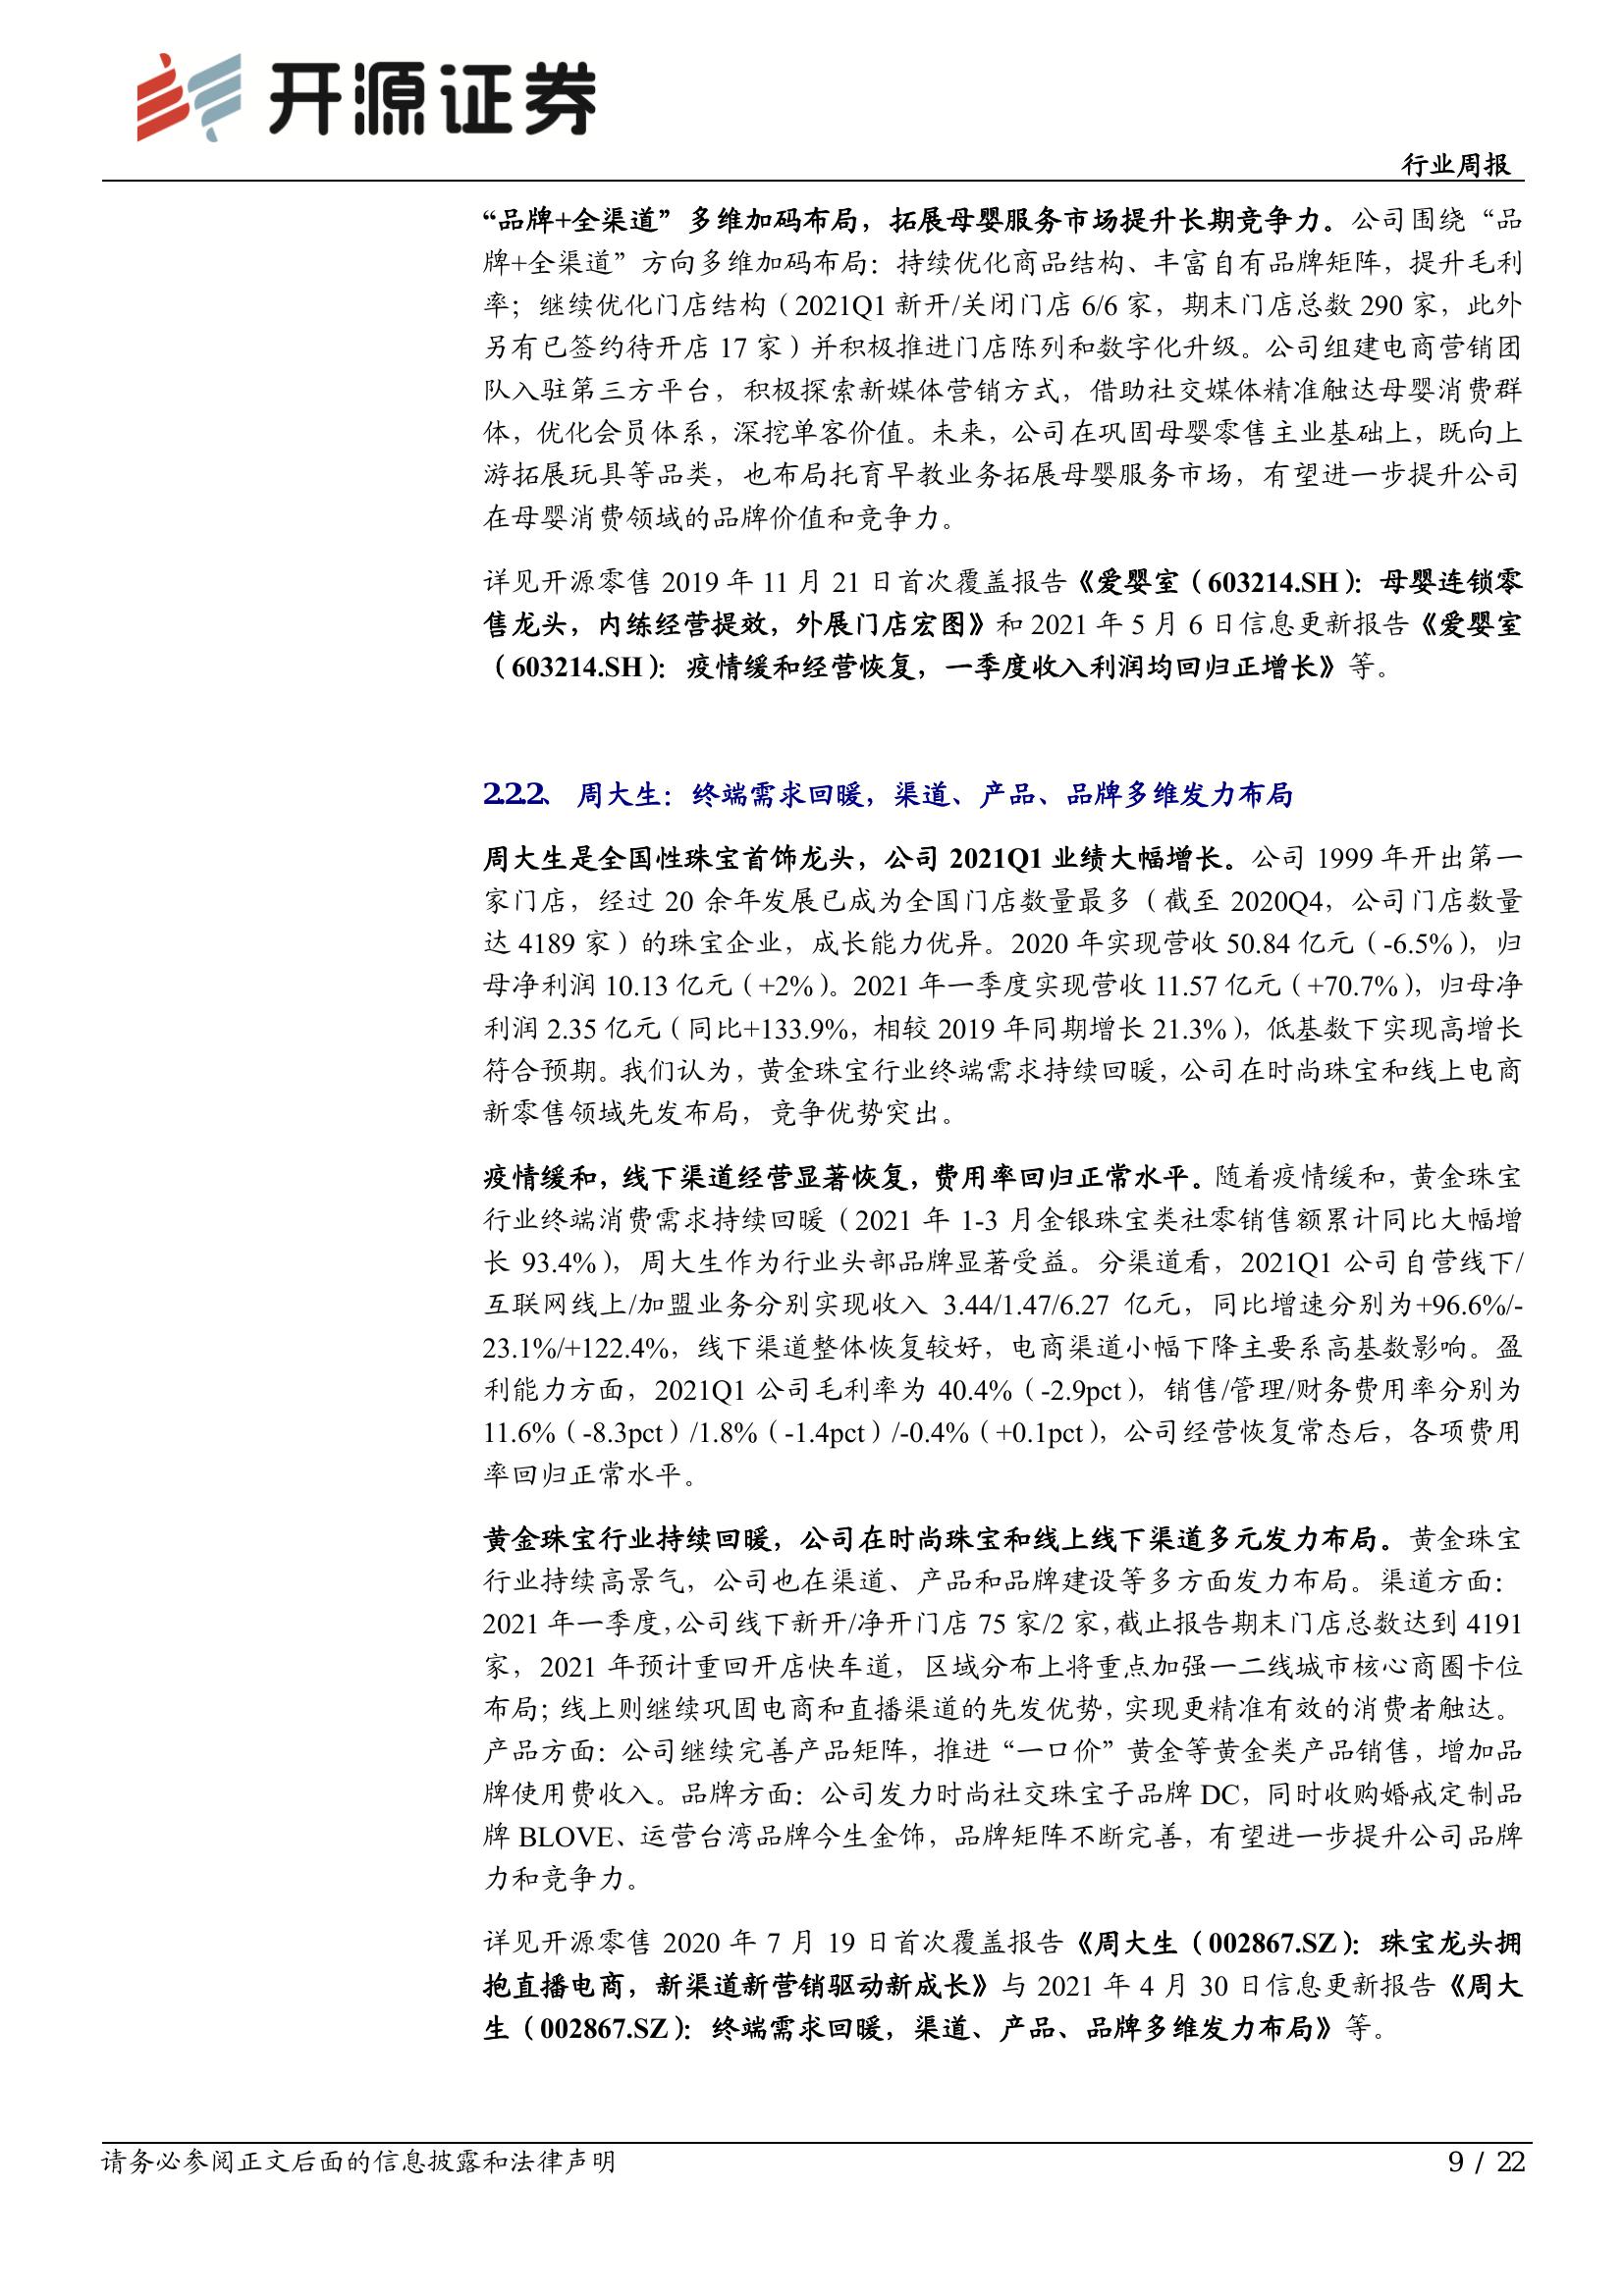 开源证券
行业周报
“品牌+全渠道”多维加码布局，拓展母婴服务市场提升长期竞争力。公司围绕“品
牌+全渠道”方向多维加码布局：持续优化商品结构、丰富自有品牌矩阵，提升毛利
率；继续优化门店结构（2021Q1 新开/关闭门店 6/6 家，期末门店总数 290 家，此外
另有已签约待开店 17 家）并积极推进门店陈列和数字化升级。公司组建电商营销团
队入驻第三方平台，积极探索新媒体营销方式，借助社交媒体精准触达母婴消费群
体，优化会员体系，深挖单客价值。未来，公司在巩固母婴零售主业基础上，既向上
游拓展玩具等品类，也布局托育早教业务拓展母婴服务市场，有望进一步提升公司
在母婴消费领域的品牌价值和竞争力。
详见开源零售 2019 年 11 月 21 日首次覆盖报告《爱婴室（603214.SH）：母婴连锁零
售龙头，内练经营提效，外展门店宏图》和 2021 年 5 月 6 日信息更新报告《爱婴室
（603214.SH）：疫情缓和经营恢复，一季度收入利润均回归正增长》等。
2.2.2、 周大生：终端需求回暖，渠道、产品、品牌多维发力布局
周大生是全国性珠宝首饰龙头，公司 2021Q1 业绩大幅增长。公司 1999 年开出第一
家门店，经过 20 余年发展已成为全国门店数量最多（截至 2020Q4，公司门店数量
达 4189 家）的珠宝企业，成长能力优异。2020 年实现营收 50.84 亿元（-6.5%），归
母净利润 10.13 亿元（+2%）。2021 年一季度实现营收 11.57 亿元（+70.7%），归母净
利润 2.35 亿元（同比+133.9%，相较 2019 年同期增长 21.3%），低基数下实现高增长
符合预期。我们认为，黄金珠宝行业终端需求持续回暖，公司在时尚珠宝和线上电商
新零售领域先发布局，竞争优势突出。
疫情缓和，线下渠道经营显著恢复，费用率回归正常水平。随着疫情缓和，黄金珠宝
行业终端消费需求持续回暖（2021 年 1-3 月金银珠宝类社零销售额累计同比大幅增
长 93.4%），周大生作为行业头部品牌显著受益。分渠道看，2021Q1 公司自营线下/
互联网线上/加盟业务分别实现收入 3.44/1.47/6.27 亿元，同比增速分别为+96.6%/-
23.1%/+122.4%，线下渠道整体恢复较好，电商渠道小幅下降主要系高基数影响。盈
利能力方面，2021Q1 公司毛利率为 40.4%（-2.9pct），销售/管理/财务费用率分别为
11.6%（-8.3pct）/1.8%（-1.4pct）/-0.4%（+0.1pct），公司经营恢复常态后，各项费用
率回归正常水平。
黄金珠宝行业持续回暖，公司在时尚珠宝和线上线下渠道多元发力布局。黄金珠宝
行业持续高景气，公司也在渠道、产品和品牌建设等多方面发力布局。渠道方面：
2021 年一季度，公司线下新开/净开门店 75 家/2 家，截止报告期末门店总数达到 4191
家，2021 年预计重回开店快车道，区域分布上将重点加强一二线城市核心商圈卡位
布局；线上则继续巩固电商和直播渠道的先发优势，实现更精准有效的消费者触达。
产品方面：公司继续完善产品矩阵，推进“一口价”黄金等黄金类产品销售，增加品
牌使用费收入。品牌方面：公司发力时尚社交珠宝子品牌 DC，同时收购婚戒定制品
牌 BLOVE、运营台湾品牌今生金饰，品牌矩阵不断完善，有望进一步提升公司品牌
力和竞争力。
详见开源零售 2020 年 7 月 19 日首次覆盖报告《周大生（002867.SZ）：珠宝龙头拥
抱直播电商，新渠道新营销驱动新成长》与 2021 年 4 月 30 日信息更新报告《周大
生（002867.SZ）：终端需求回暖，渠道、产品、品牌多维发力布局》等。
请务必参阅正文后面的信息披露和法律声明
9 / 22